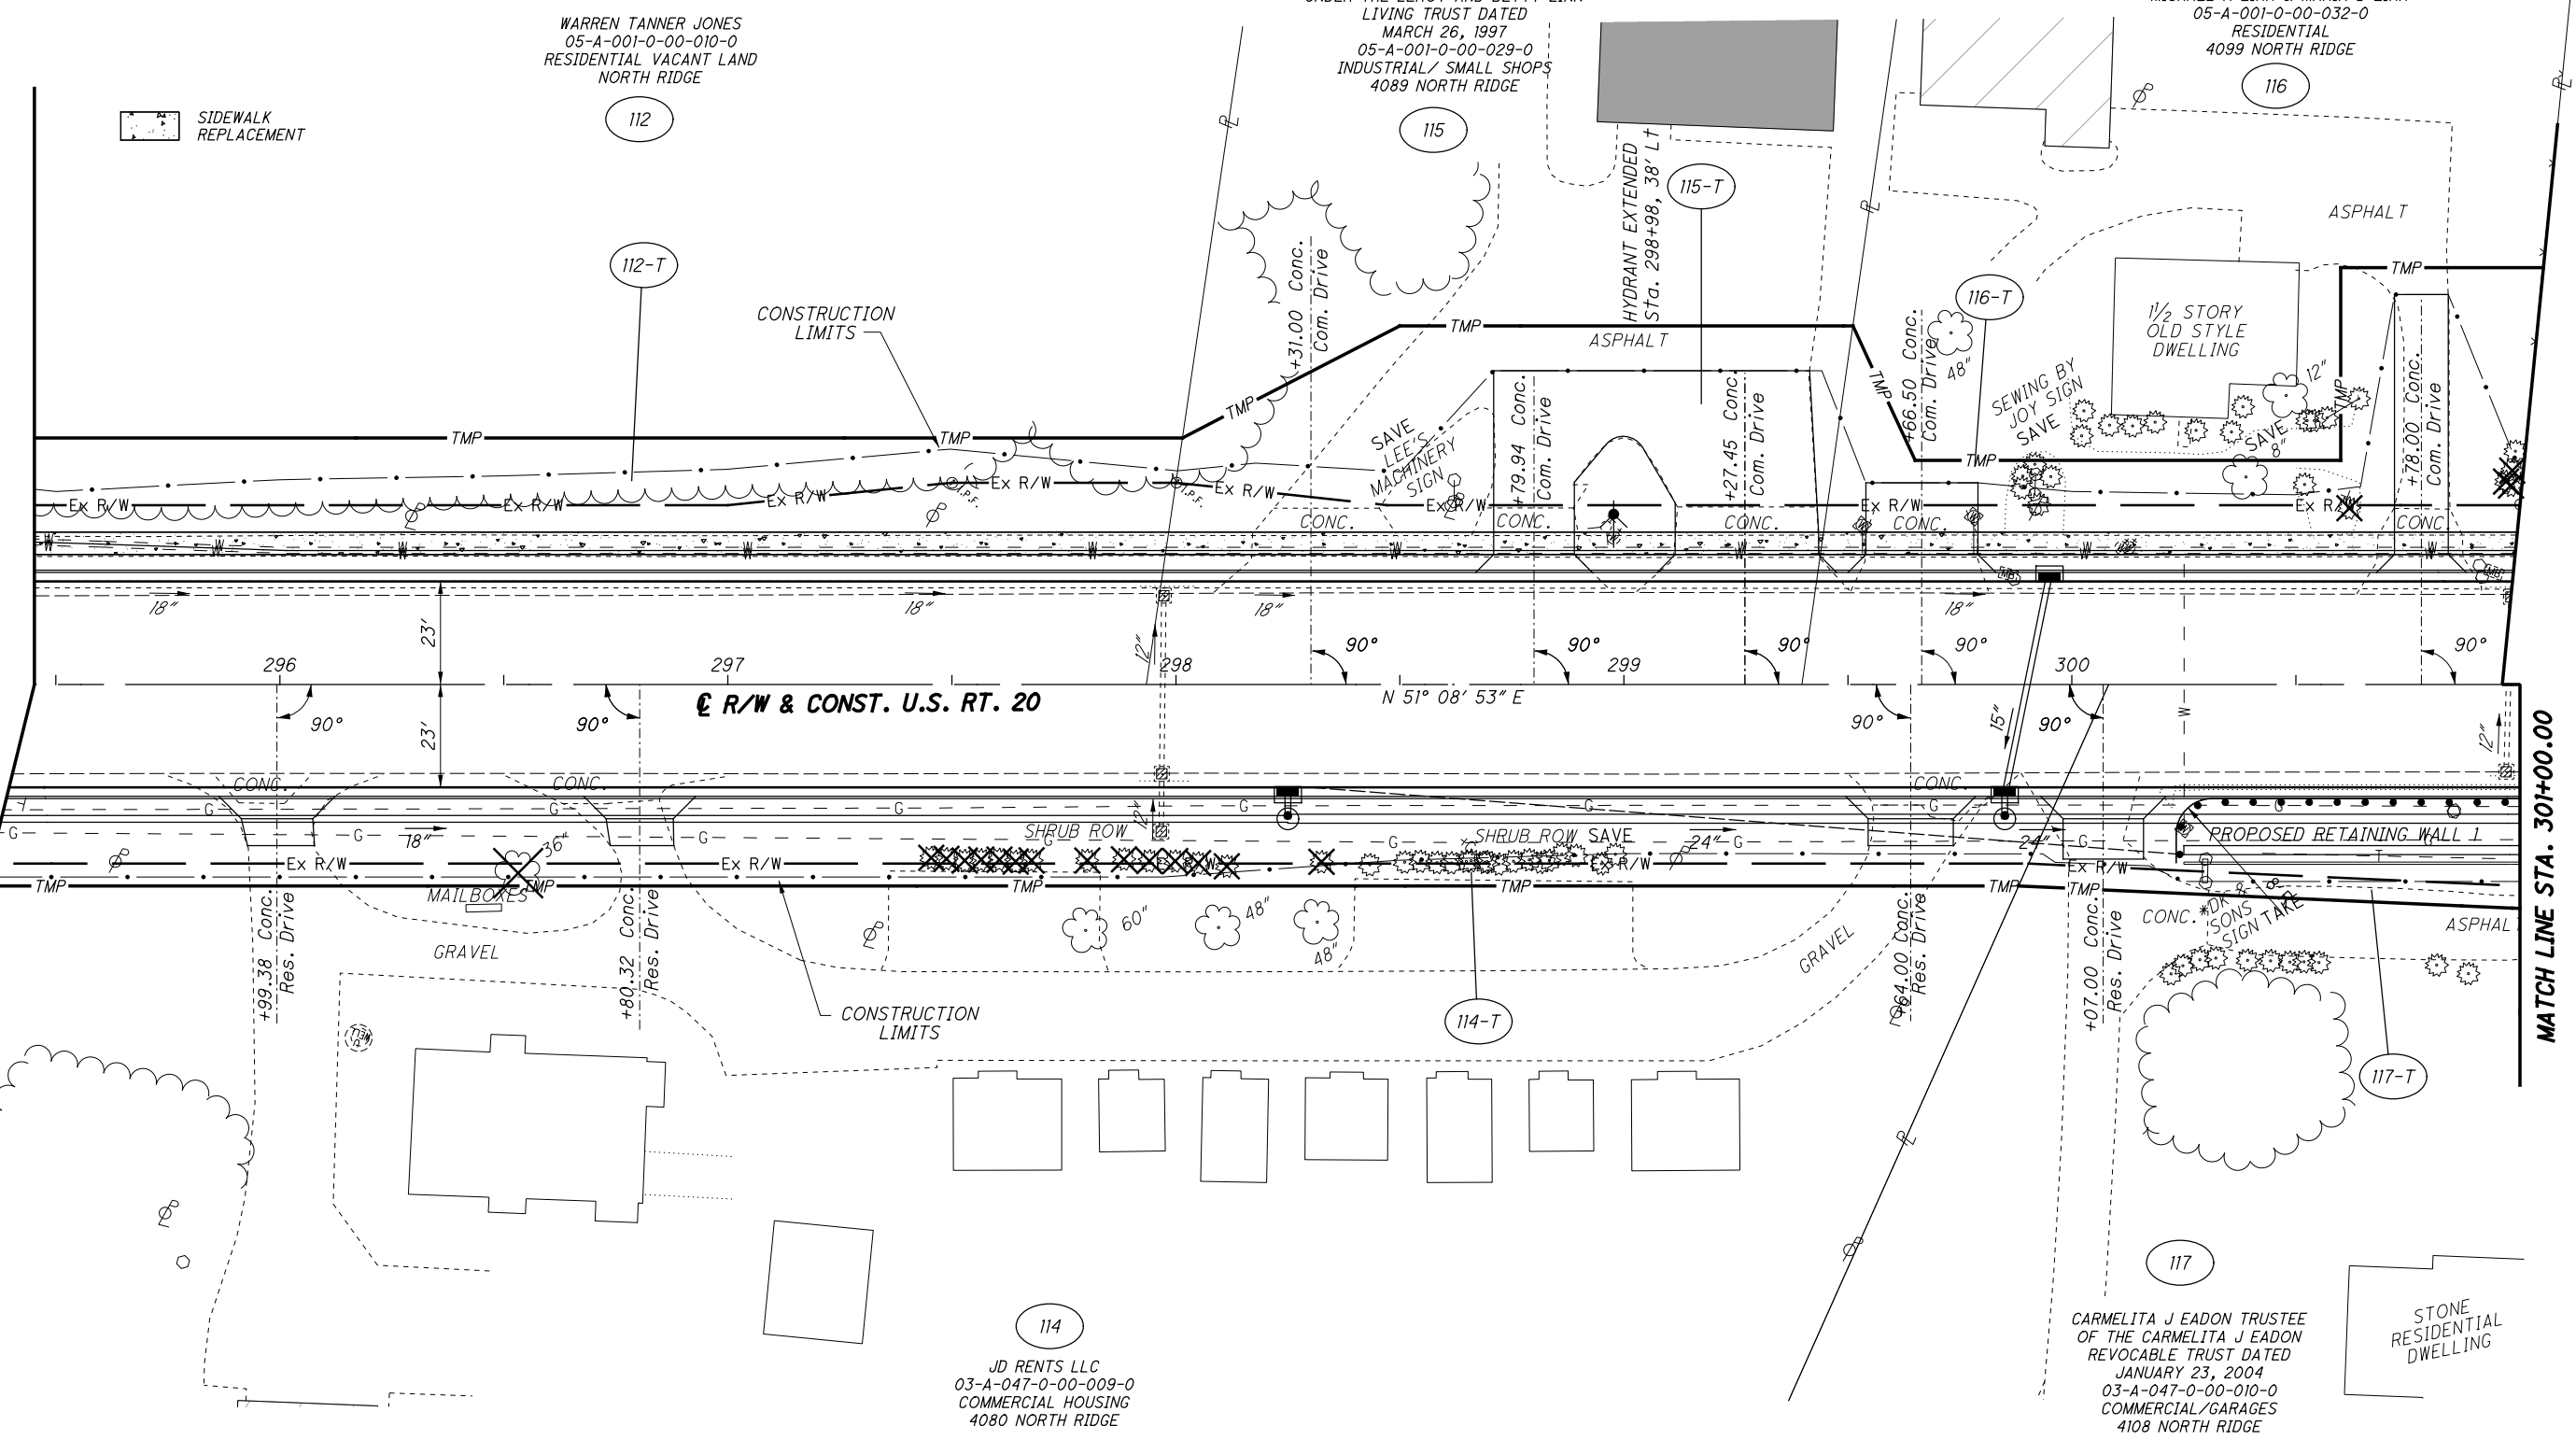 WARREN TANNER JONES
05-A-001-0-00-010-0
RESIDENTIAL VACANT LAND
NORTH RIDGE
112
LIVING TRUST DATED
MARCH 26, 1997
05-A-001-0-00-029-0
INDUSTRIAL/ SMALL SHOPS
4089 NORTH RIDGE
115
05-A-001-0-00-032-0
RESIDENTIAL
4099 NORTH RIDGE
116
SIDEWALK
REPLACEMENT
112-T
CONSTRUCTION
LIMITS
HYDRANT EXTENDED
Sta. 298+98, 38' Lt
115-T
116-T
ASPHALT
ASPHALT
1½ STORY
OLD STYLE
DWELLING
SEWING BY
JOY SIGN
SAVE
48"
12"
SAVE
8"
SAVE
LEE'S
MACHINERY
SIGN
+31.00 Conc.
Com. Drive
+79.94 Conc.
Com. Drive
+27.45 Conc.
Com. Drive
+66.50 Conc.
Com. Drive
+78.00 Conc.
Com. Drive
TMP
TMP
TMP
TMP
TMP
TMP
TMP
TMP
Ex R/W
Ex R/W
Ex R/W
Ex R/W
Ex R/W
Ex R/W
Ex R/W
Ex R/
I.P.F.
I.P.F.
CONC.
CONC.
CONC.
CONC.
CONC.
W
W
W
W
W
W
W
W
W
MB
MB
18"
18"
18"
18"
23'
23'
12"
90°
90°
90°
90°
90°
296
297
298
299
300
℄ R/W & CONST. U.S. RT. 20
N 51° 08' 53" E
90°
90°
90°
90°
15"
W
12"
MATCH LINE STA. 301+00.00
CONC.
CONC.
CONC.
G
G
G
G
G
G
G
G
G
G
G
G
G
T
T
18"
36"
12"
24"
24"
SHRUB ROW
SHRUB ROW SAVE
PROPOSED RETAINING WALL 1
Ex R/W
Ex R/W
R/W
Ex R/W
TMP
TMP
TMP
TMP
TMP
TMP
MAILBOXES
GRAVEL
60"
48"
48"
GRAVEL
CONC.
*DK &
SONS
SIGN TAKE
ASPHALT
+99.38 Conc.
Res. Drive
+80.32 Conc.
Res. Drive
+64.00 Conc.
Res. Drive
+07.00 Conc.
Res. Drive
WELL
CONSTRUCTION
LIMITS
114-T
117-T
114
JD RENTS LLC
03-A-047-0-00-009-0
COMMERCIAL HOUSING
4080 NORTH RIDGE
117
CARMELITA J EADON TRUSTEE
OF THE CARMELITA J EADON
REVOCABLE TRUST DATED
JANUARY 23, 2004
03-A-047-0-00-010-0
COMMERCIAL/GARAGES
4108 NORTH RIDGE
STONE
RESIDENTIAL
DWELLING